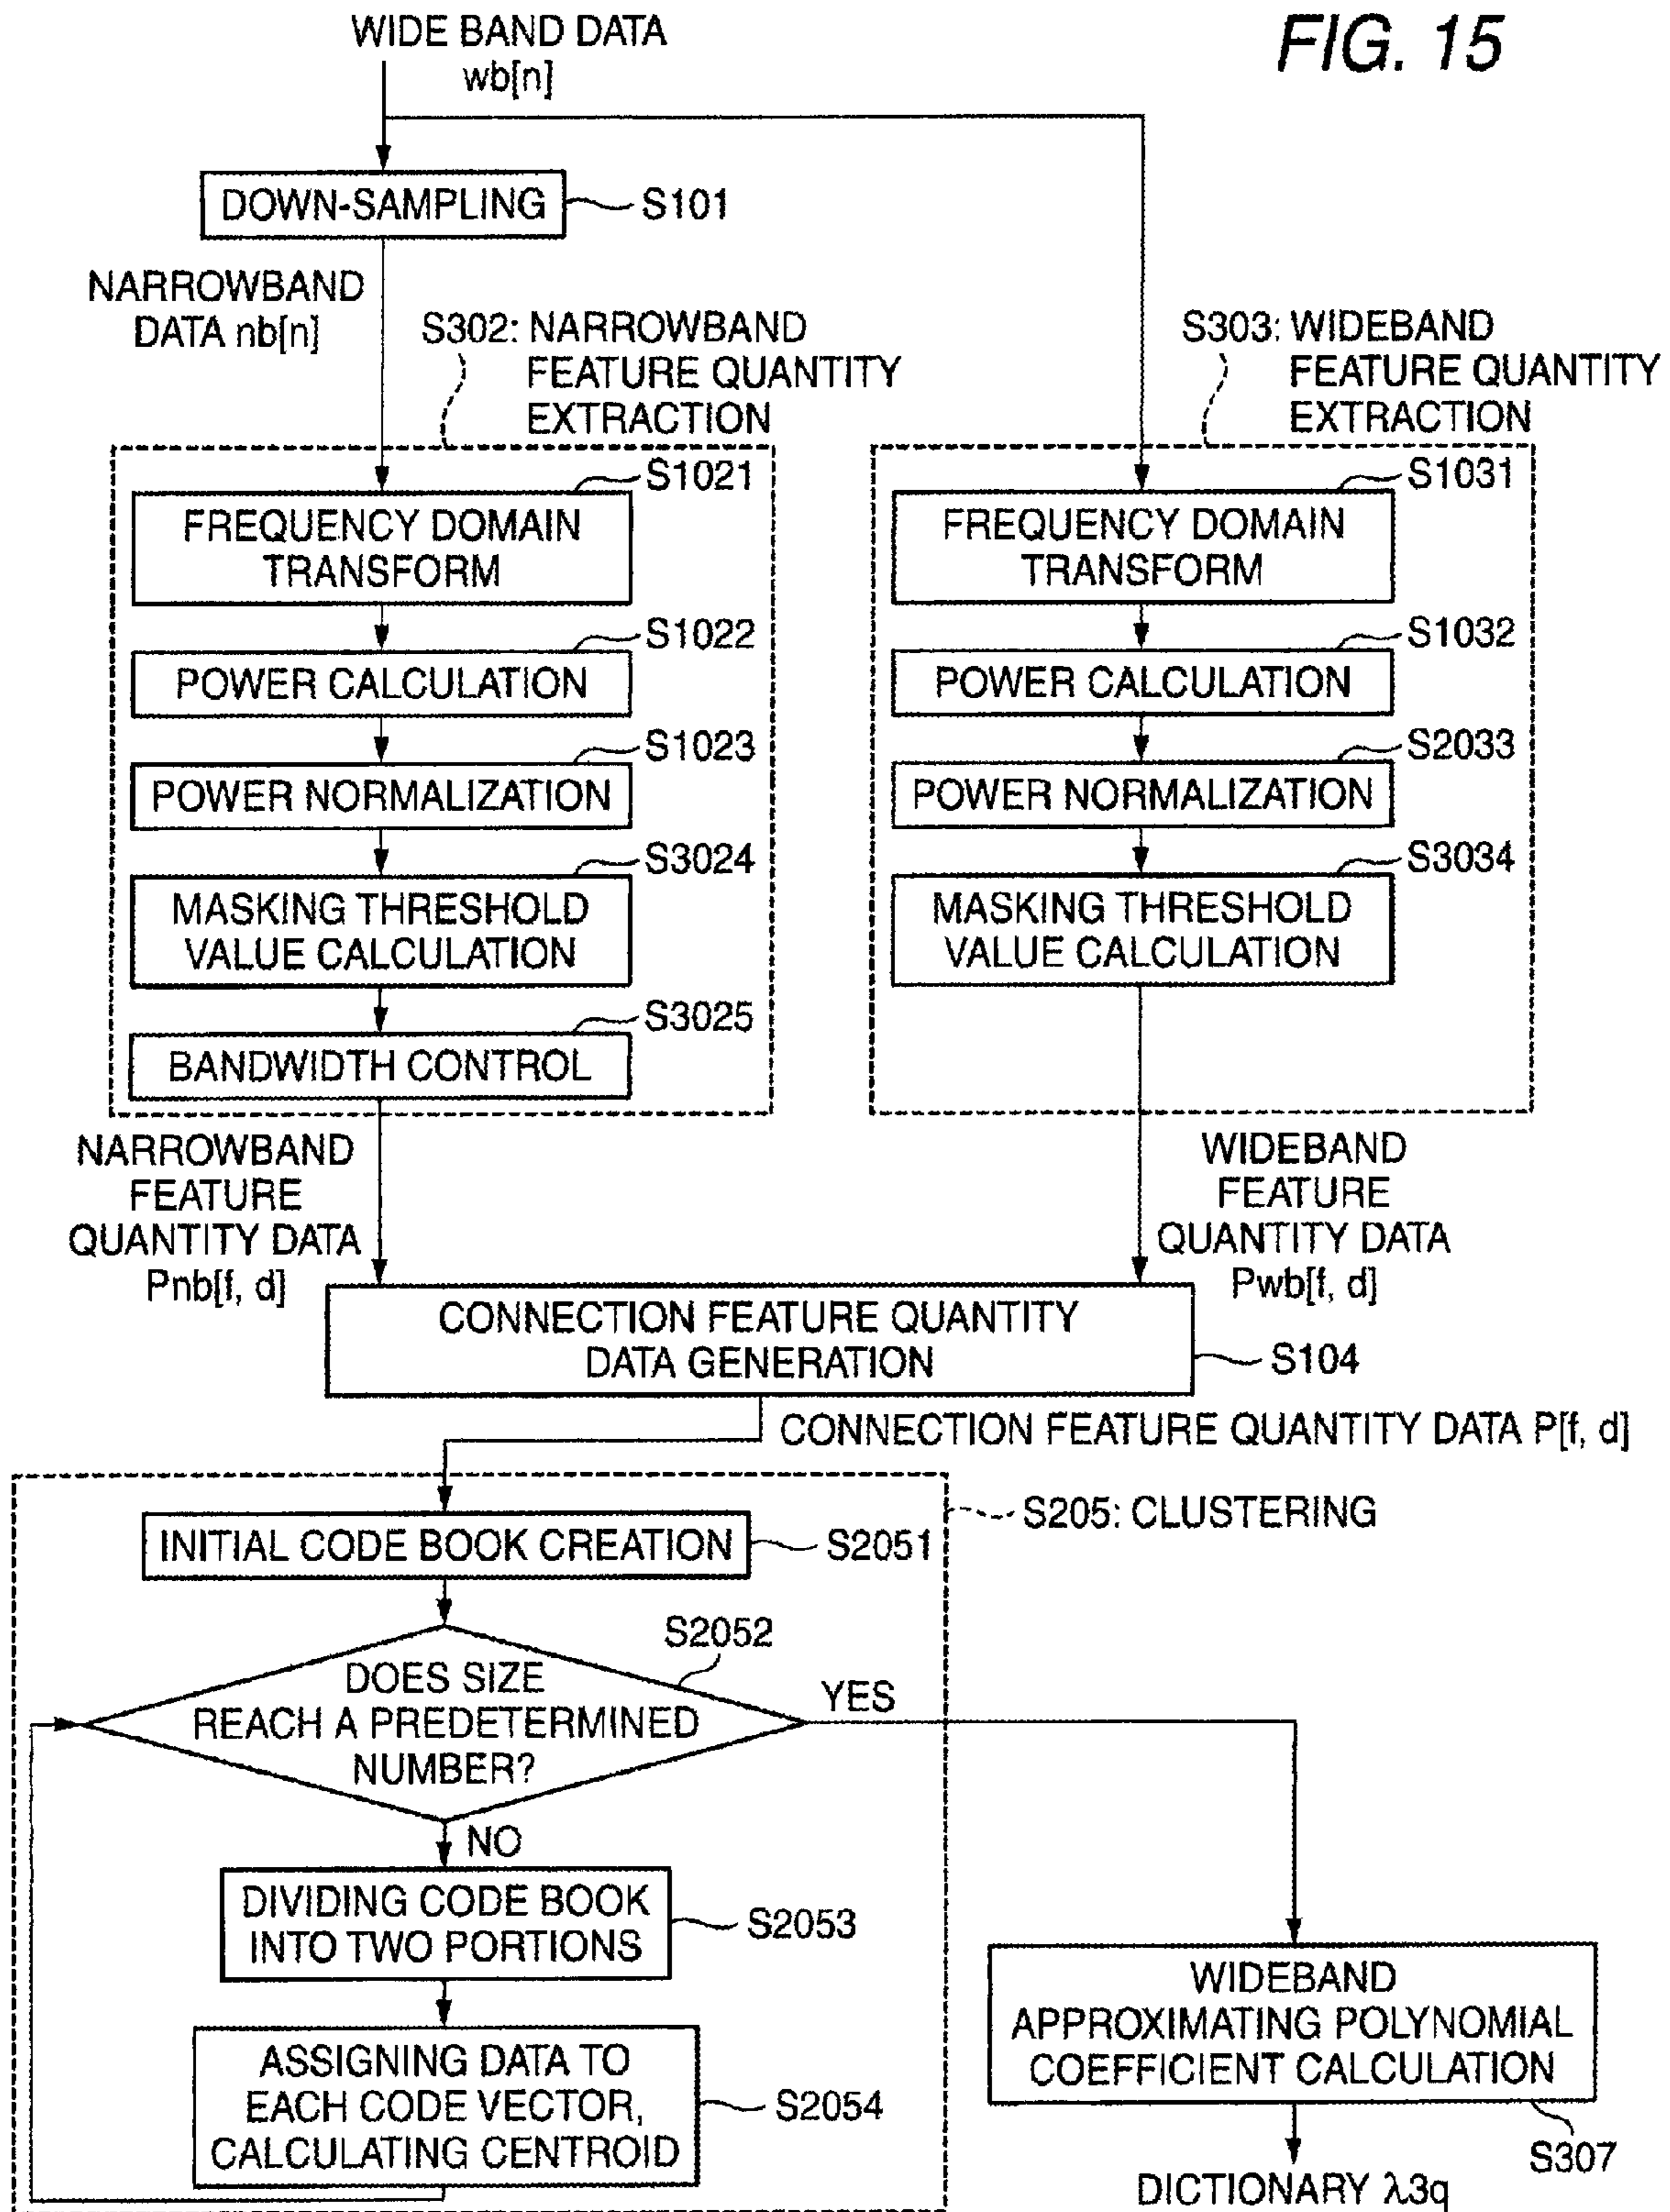 FIG. 15
WIDE BAND DATA
wb[n]
DOWN-SAMPLING
S101
NARROWBAND
DATA nb[n]
S302: NARROWBAND
FEATURE QUANTITY
EXTRACTION
S303: WIDEBAND
FEATURE QUANTITY
EXTRACTION
S1021
FREQUENCY DOMAIN
TRANSFORM
S1022
POWER CALCULATION
S1023
POWER NORMALIZATION
S3024
MASKING THRESHOLD
VALUE CALCULATION
S3025
BANDWIDTH CONTROL
S1031
FREQUENCY DOMAIN
TRANSFORM
S1032
POWER CALCULATION
S2033
POWER NORMALIZATION
S3034
MASKING THRESHOLD
VALUE CALCULATION
NARROWBAND
FEATURE
QUANTITY DATA
Pnb[f, d]
WIDEBAND
FEATURE
QUANTITY DATA
Pwb[f, d]
CONNECTION FEATURE QUANTITY
DATA GENERATION
S104
CONNECTION FEATURE QUANTITY DATA P[f, d]
S205: CLUSTERING
INITIAL CODE BOOK CREATION
S2051
S2052
DOES SIZE
REACH A PREDETERMINED
NUMBER?
YES
NO
DIVIDING CODE BOOK
INTO TWO PORTIONS
S2053
ASSIGNING DATA TO
EACH CODE VECTOR,
CALCULATING CENTROID
S2054
WIDEBAND
APPROXIMATING POLYNOMIAL
COEFFICIENT CALCULATION
S307
DICTIONARY λ3q